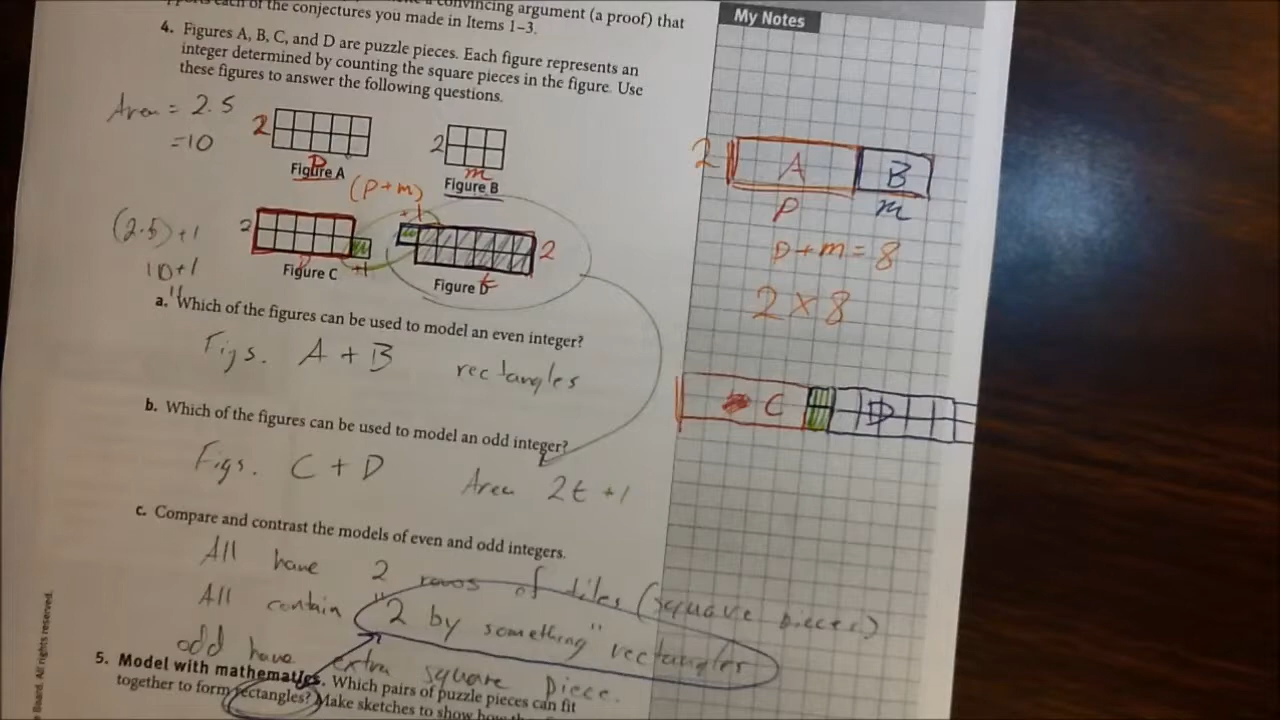 convincing argument (a proof) that
each of the conjectures you made in Items 1–3.
My Notes
4. Figures A, B, C, and D are puzzle pieces. Each figure represents an
integer determined by counting the square pieces in the figure. Use
these figures to answer the following questions.
Area = 2.5
=10
2
p
Figure A
2
m
Figure B
(p+m)
(2.5)+1
10+1
11
2
+1
Figure C
+1
2
t
Figure D
2
A
B
p
m
p+m=8
2×8
a. Which of the figures can be used to model an even integer?
Figs. A + B rectangles
C
D
b. Which of the figures can be used to model an odd integer?
Figs. C + D Area 2t +1
c. Compare and contrast the models of even and odd integers.
All have 2 rows of tiles (square pieces)
All contain "2 by something" rectangles
odd have extra square piece.
5. Model with mathematics. Which pairs of puzzle pieces can fit
together to form rectangles? Make sketches to show how
Board. All rights reserved.